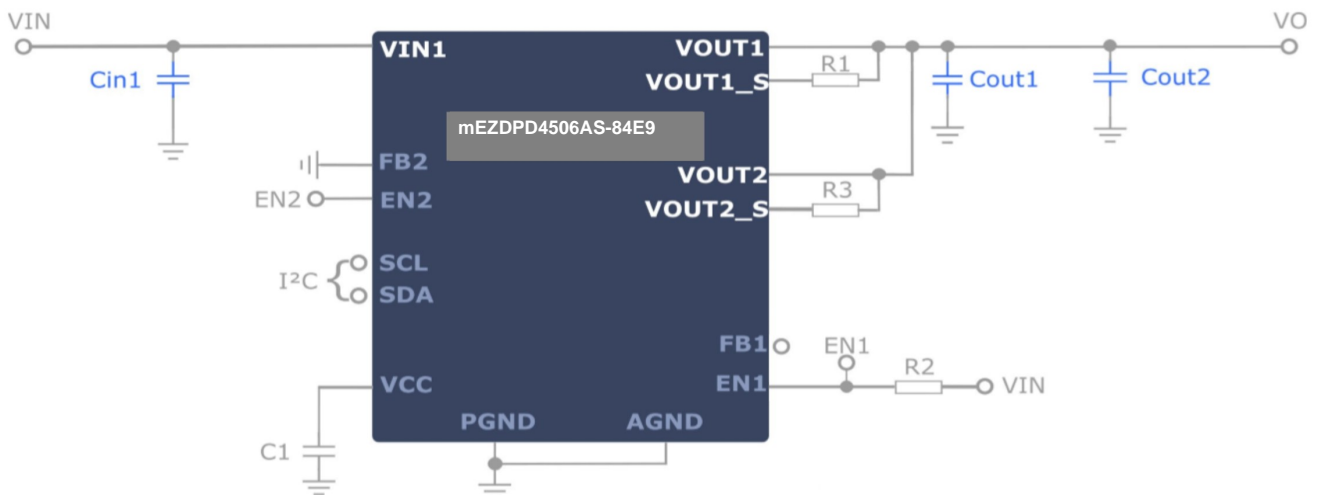 VIN
VO
VIN1
VOUT1
Cin1
R1
VOUT1_S
Cout1
Cout2
mEZDPD4506AS-84E9
FB2
VOUT2
EN2
EN2
R3
VOUT2_S
SCL
I²C
SDA
FB1
EN1
VCC
EN1
R2
VIN
PGND
AGND
C1